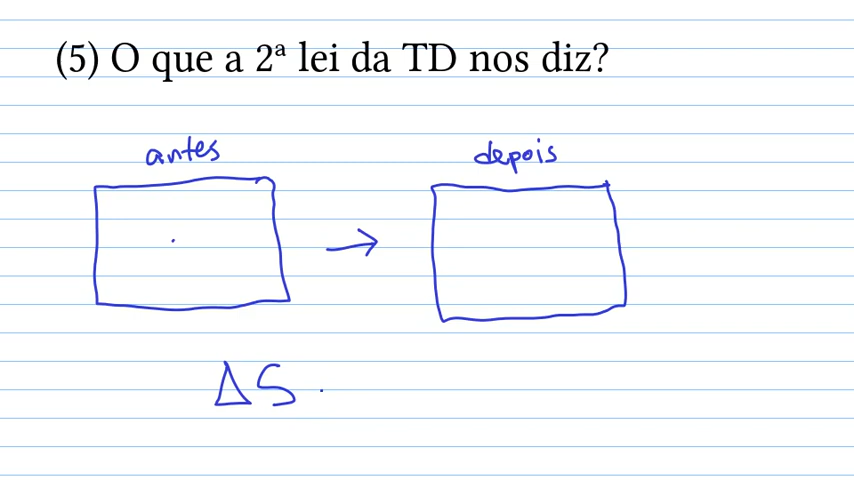 (5) O que a 2ª lei da TD nos diz?
antes depois
→
ΔS